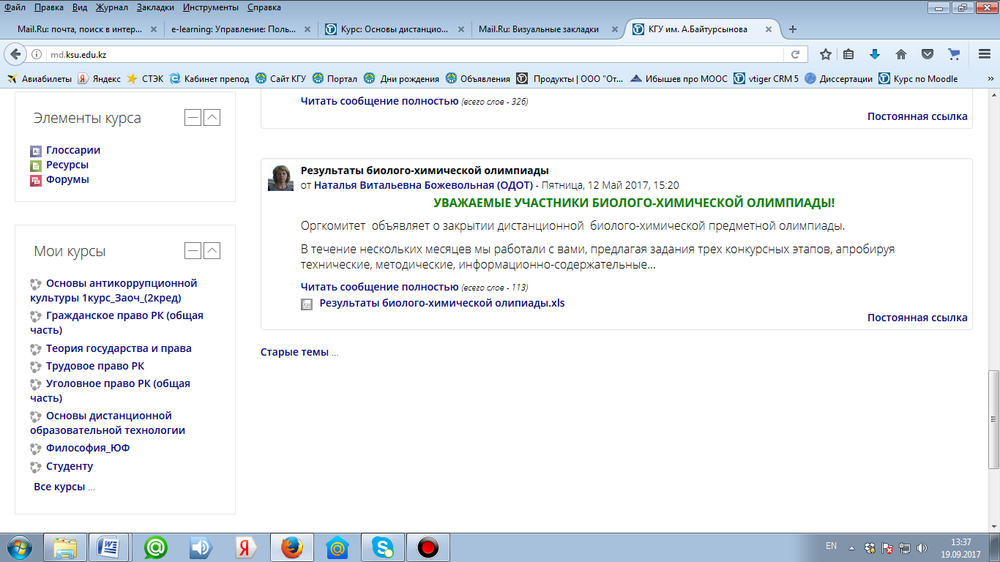 Файл Правка Вид Журнал Закладки Инструменты Справка
Mail.Ru: почта, поиск в интер... e-learning: Управление: Поль... Курс: Основы дистанцио... Mail.Ru: Визуальные закладки КГУ им. А.Байтурсынова
md.ksu.edu.kz
Авиабилеты Яндекс СТЭК Кабинет препод Сайт КГУ Портал Дни рождения Объявления Продукты | ООО "От... Ибышев про МООС vtiger CRM 5 Диссертации Курс по Moodle »
Элементы курса
Глоссарии
Ресурсы
Форумы
Мои курсы
Основы антикоррупционной
культуры 1курс_Заоч_(2кред)
Гражданское право РК (общая
часть)
Теория государства и права
Трудовое право РК
Уголовное право РК (общая
часть)
Основы дистанционной
образовательной технологии
Философия_ЮФ
Студенту
Все курсы ...
Читать сообщение полностью (всего слов - 326)
Постоянная ссылка
Результаты биолого-химической олимпиады
от Наталья Витальевна Божевольная (ОДОТ) - Пятница, 12 Май 2017, 15:20
УВАЖАЕМЫЕ УЧАСТНИКИ БИОЛОГО-ХИМИЧЕСКОЙ ОЛИМПИАДЫ!
Оргкомитет объявляет о закрытии дистанционной биолого-химической предметной олимпиады.
В течение нескольких месяцев мы работали с вами, предлагая задания трех конкурсных этапов, апробируя
технические, методические, информационно-содержательные...
Читать сообщение полностью (всего слов - 113)
Результаты биолого-химической олипиады.xls
Постоянная ссылка
Старые темы ...
EN
13:37
19.09.2017